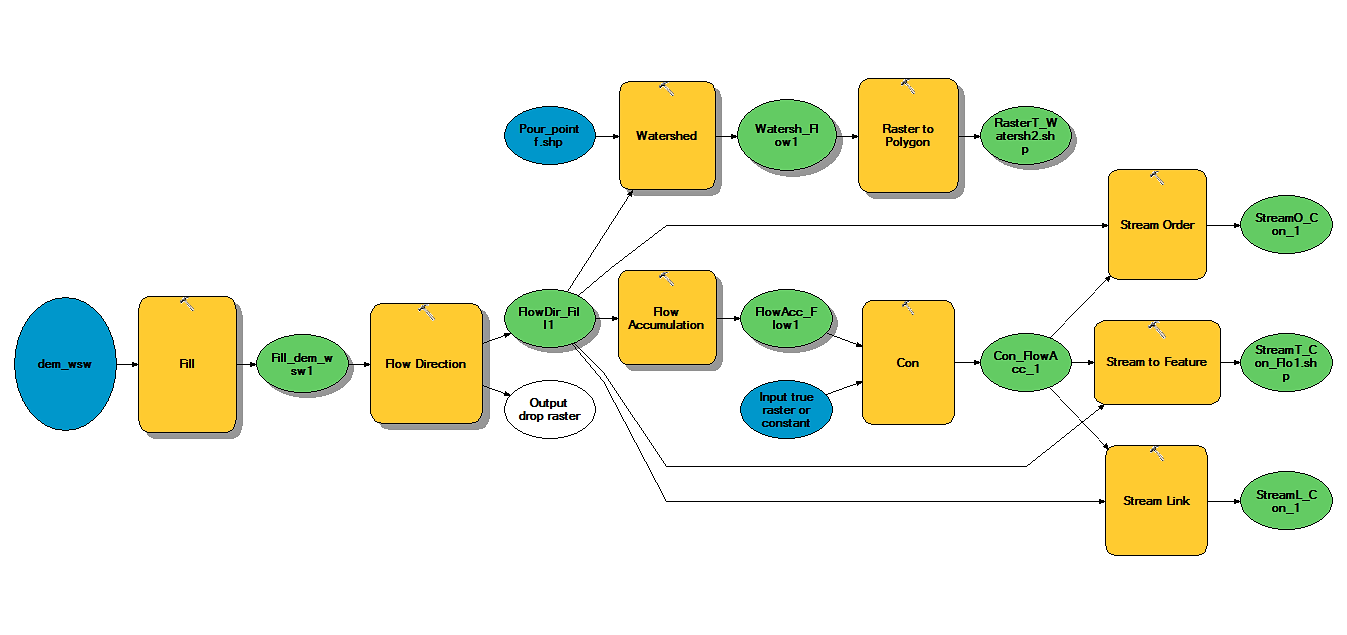 Pour_point
f.shp
Watershed
Watersh_Fl
ow1
Raster to
Polygon
RasterT_W
atersh2.sh
p
Stream Order
StreamO_C
on_1
dem_wsw
Fill
Fill_dem_w
sw1
Flow Direction
FlowDir_Fil
l1
Output
drop raster
Flow
Accumulation
FlowAcc_F
low1
Input true
raster or
constant
Con
Con_FlowA
cc_1
Stream to Feature
StreamT_C
on_Flo1.sh
p
Stream Link
StreamL_C
on_1